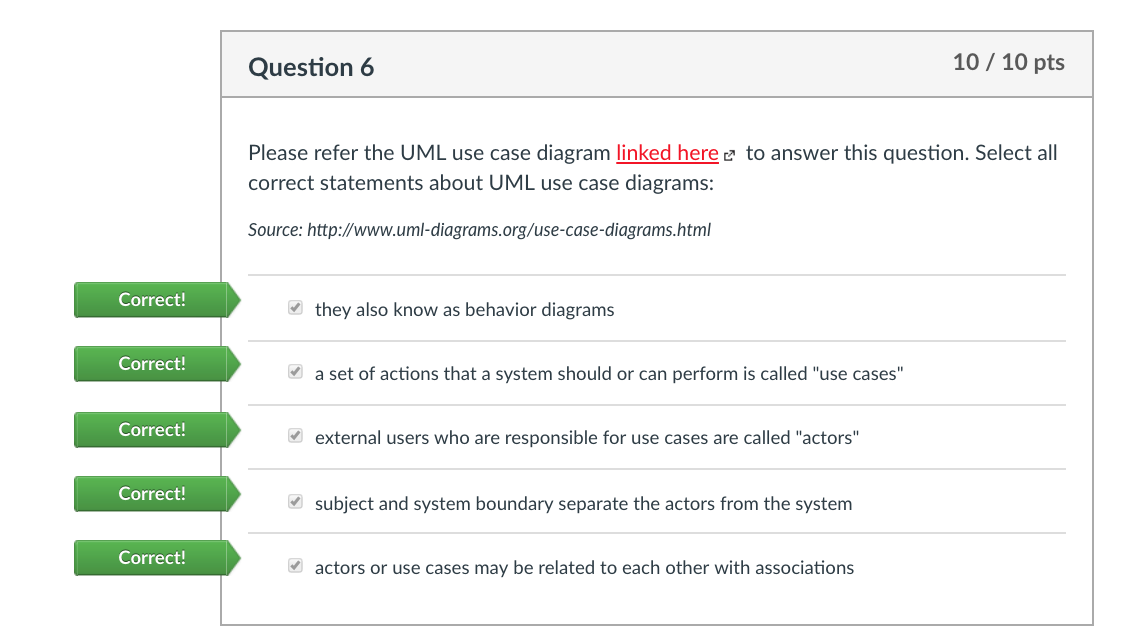 Question 6
10 / 10 pts
Please refer the UML use case diagram linked here to answer this question. Select all
correct statements about UML use case diagrams:
Source: http://www.uml-diagrams.org/use-case-diagrams.html
Correct!
they also know as behavior diagrams
Correct!
a set of actions that a system should or can perform is called "use cases"
Correct!
external users who are responsible for use cases are called "actors"
Correct!
subject and system boundary separate the actors from the system
Correct!
actors or use cases may be related to each other with associations